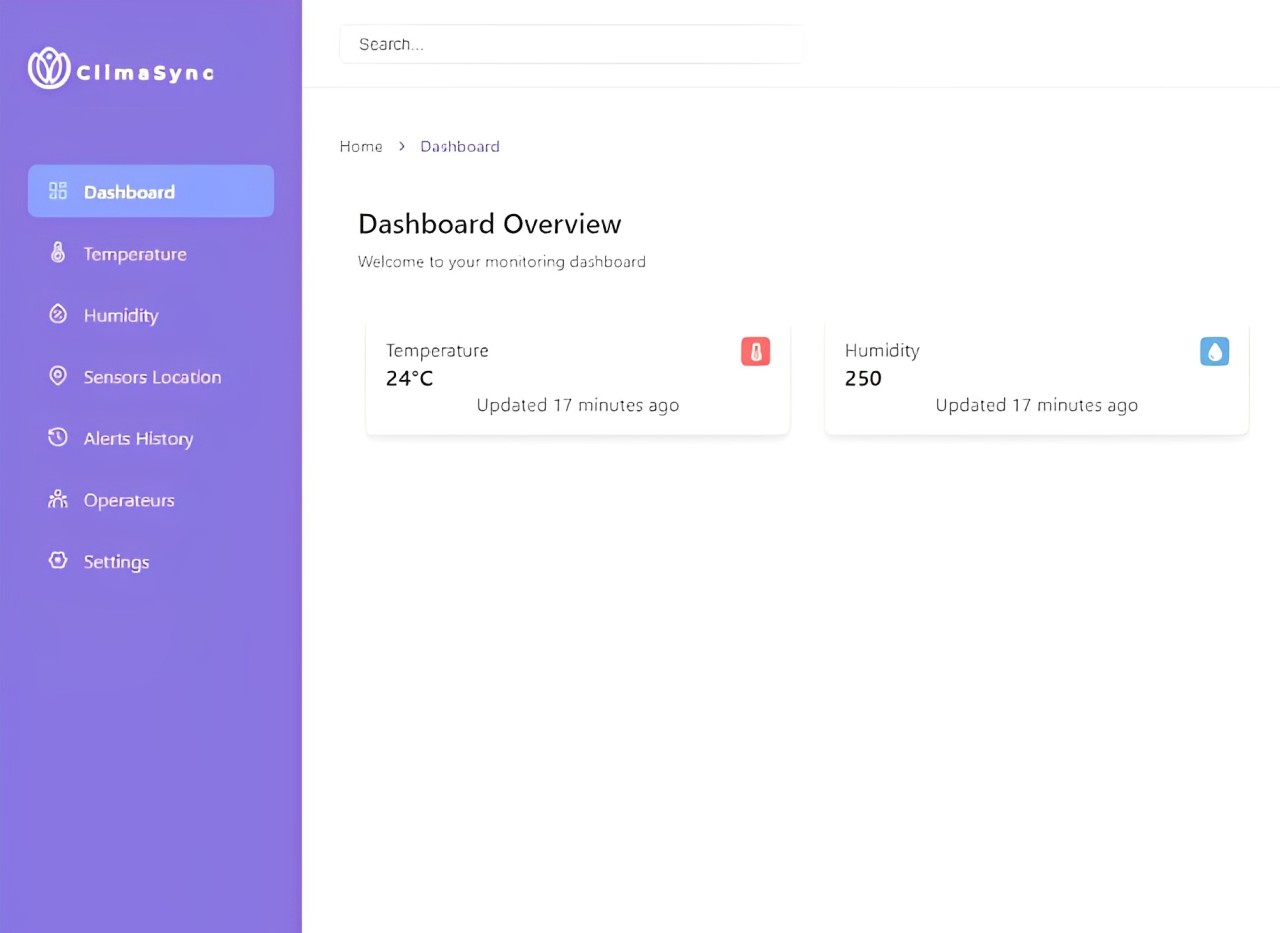 ClimaSync
Dashboard
Temperature
Humidity
Sensors Location
Alerts History
Operateurs
Settings
Search...
Home > Dashboard
Dashboard Overview
Welcome to your monitoring dashboard
Temperature
24°C
Updated 17 minutes ago
Humidity
250
Updated 17 minutes ago